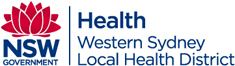 NSW
GOVERNMENT
Health
Western Sydney
Local Health District